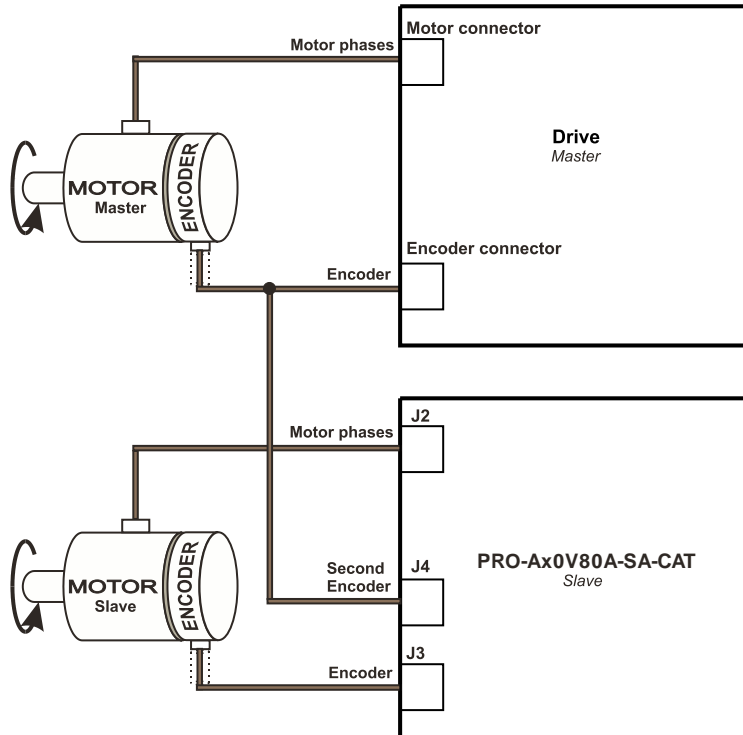 Motor connector
Motor phases
Drive
Master
MOTOR
Master
ENCODER
Encoder connector
Encoder
J2
Motor phases
PRO-Ax0V80A-SA-CAT
Slave
Second
Encoder
J4
MOTOR
Slave
ENCODER
J3
Encoder